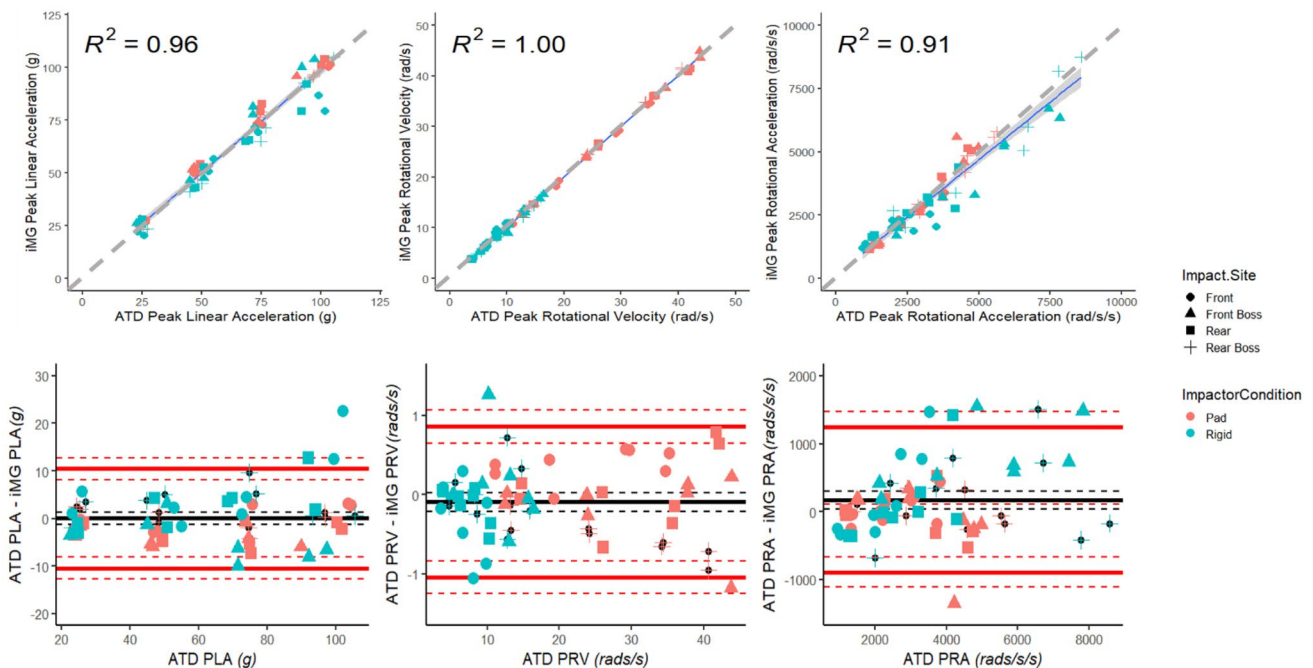 R² = 0.96
iMG Peak Linear Acceleration (g)
100
75
50
25
0
0 25 50 75 100 125
ATD Peak Linear Acceleration (g)
R² = 1.00
iMG Peak Rotational Velocity (rad/s)
50
40
30
20
10
0
0 10 20 30 40 50
ATD Peak Rotational Velocity (rad/s)
R² = 0.91
iMG Peak Rotational Acceleration (rad/s/s)
10000
7500
5000
2500
0
0 2500 5000 7500 10000
ATD Peak Rotational Acceleration (rad/s/s)
Impact.Site
Front
Front Boss
Rear
Rear Boss
ImpactorCondition
Pad
Rigid
ATD PLA - iMG PLA(g)
30
20
10
0
-10
-20
20 40 60 80 100
ATD PLA (g)
ATD PRV - iMG PRV(rads/s)
1
0
-1
10 20 30 40
ATD PRV (rads/s)
ATD PRA - iMG PRA(rads/s/s)
2000
1000
0
-1000
2000 4000 6000 8000
ATD PRA (rads/s/s)